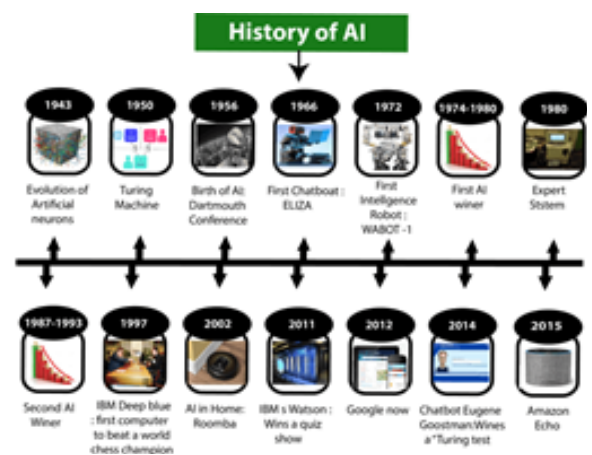 History of AI
1943
1950
1956
1966
1972
1974-1980
1980
Evolution of
Artificial
neurons
Turing
Machine
Birth of AI:
Dartmouth
Conference
First Chatboat :
ELIZA
First
Intelligence
Robot :
WABOT -1
First AI
winer
Expert
Ststem
1987-1993
1997
2002
2011
2012
2014
2015
Second AI
Winer
IBM Deep blue
: first computer
to beat a world
chess champion
AI in Home:
Roomba
IBM s Watson :
Wins a quiz
show
Google now
Chatbot Eugene
Goostman:Wines
a "Turing test
Amazon
Echo